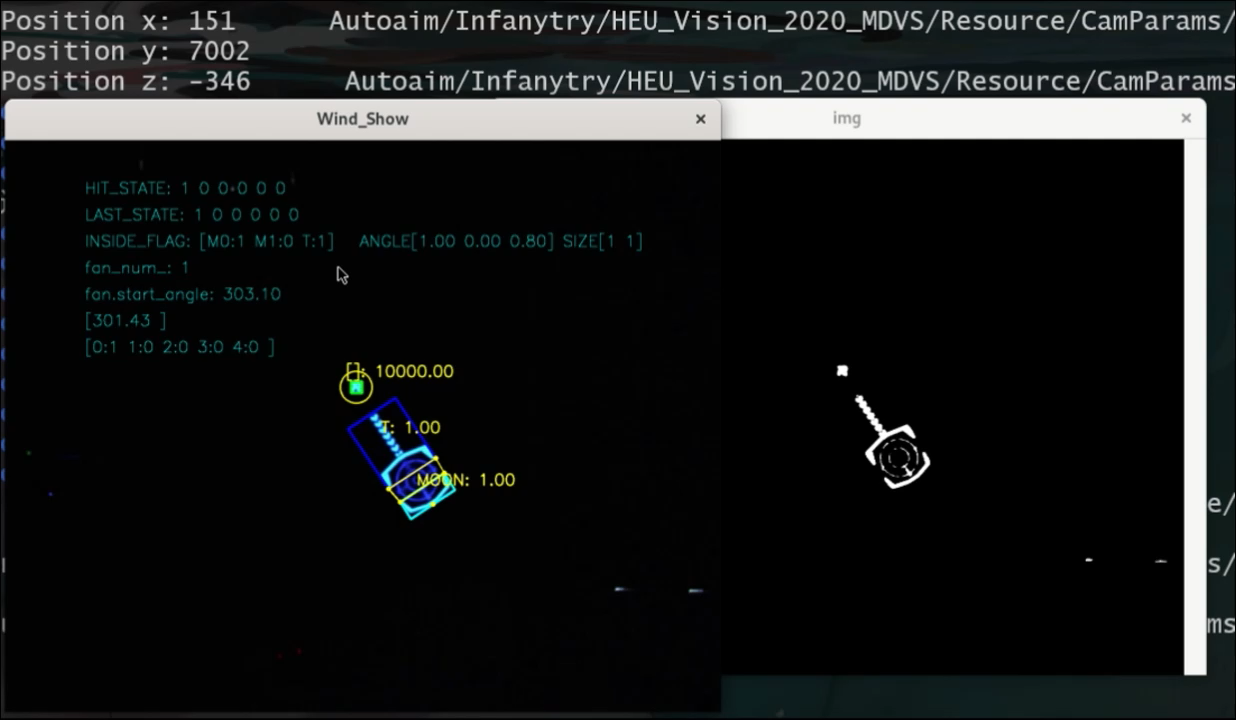 Position x: 151 Autoaim/Infanytry/HEU_Vision_2020_MDVS/Resource/CamParams/
Position y: 7002
Position z: -346 Autoaim/Infanytry/HEU_Vision_2020_MDVS/Resource/CamParams
Wind_Show
img
HIT_STATE: 1 0 0 0 0 0
LAST_STATE: 1 0 0 0 0 0
INSIDE_FLAG: [M0:1 M1:0 T:1] ANGLE[1.00 0.00 0.80] SIZE[1 1]
fan_num_: 1
fan.start_angle: 303.10
[301.43 ]
[0:1 1:0 2:0 3:0 4:0 ]
[]: 10000.00
T: 1.00
MOON: 1.00
e/
s/
ms